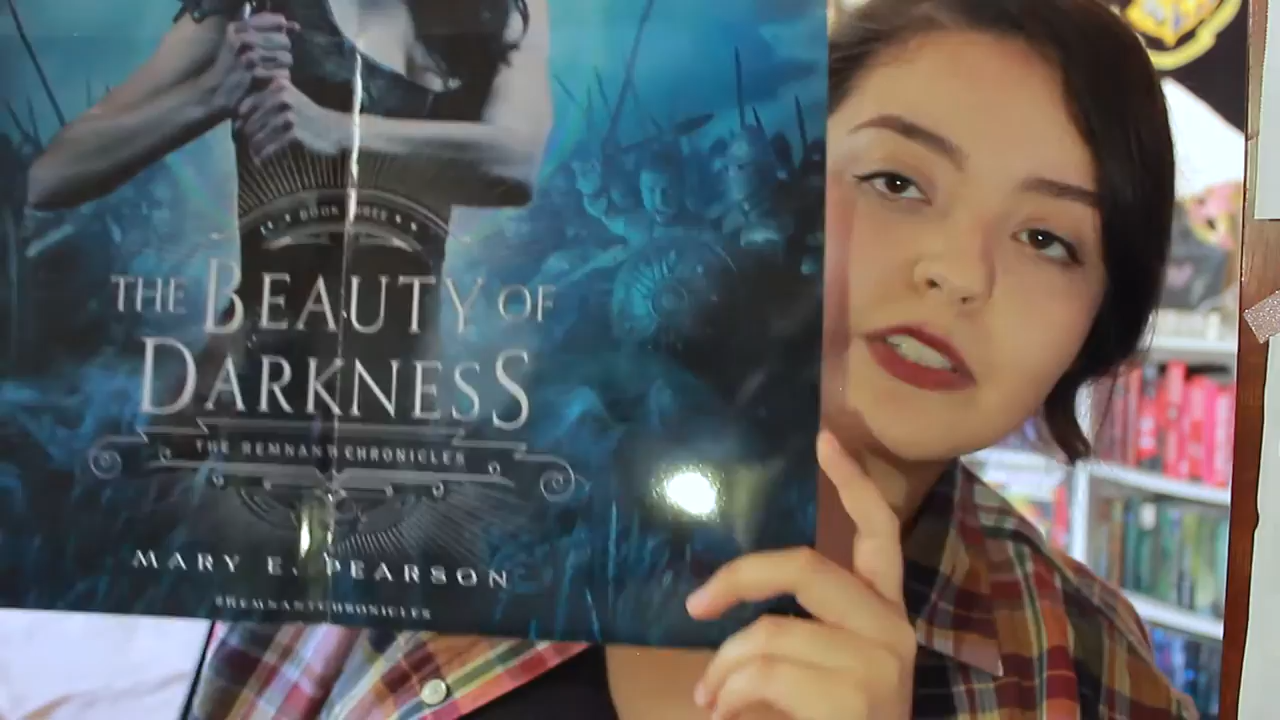 BOOK THREE
THE BEAUTY OF
DARKNESS
THE REMNANT CHRONICLES
MARY E. PEARSON
#REMNANTCHRONICLES